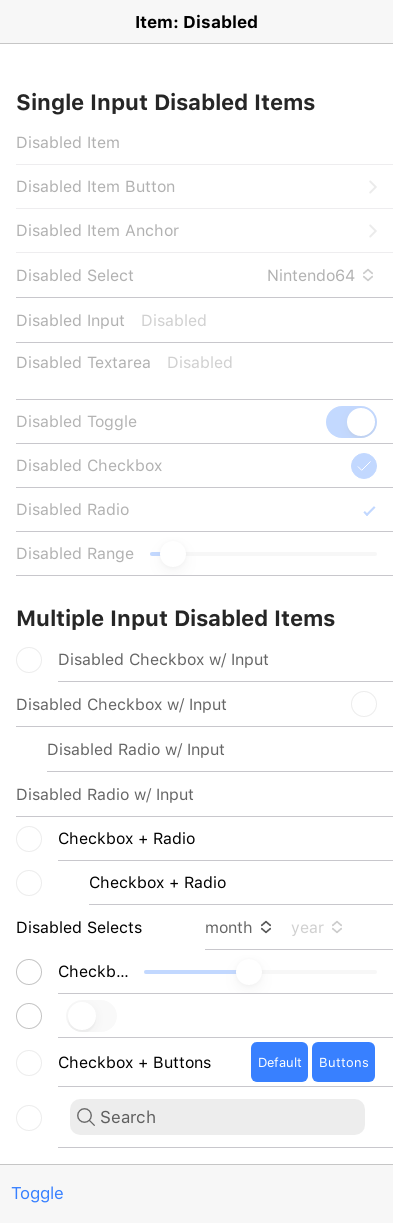 Item: Disabled
Single Input Disabled Items
Disabled Item
Disabled Item Button
Disabled Item Anchor
Disabled Select Nintendo64
Disabled Input Disabled
Disabled Textarea Disabled
Disabled Toggle
Disabled Checkbox
Disabled Radio
Disabled Range
Multiple Input Disabled Items
Disabled Checkbox w/ Input
Disabled Checkbox w/ Input
Disabled Radio w/ Input
Disabled Radio w/ Input
Checkbox + Radio
Checkbox + Radio
Disabled Selects month year
Checkb...
Checkbox + Buttons Default Buttons
Search
Toggle